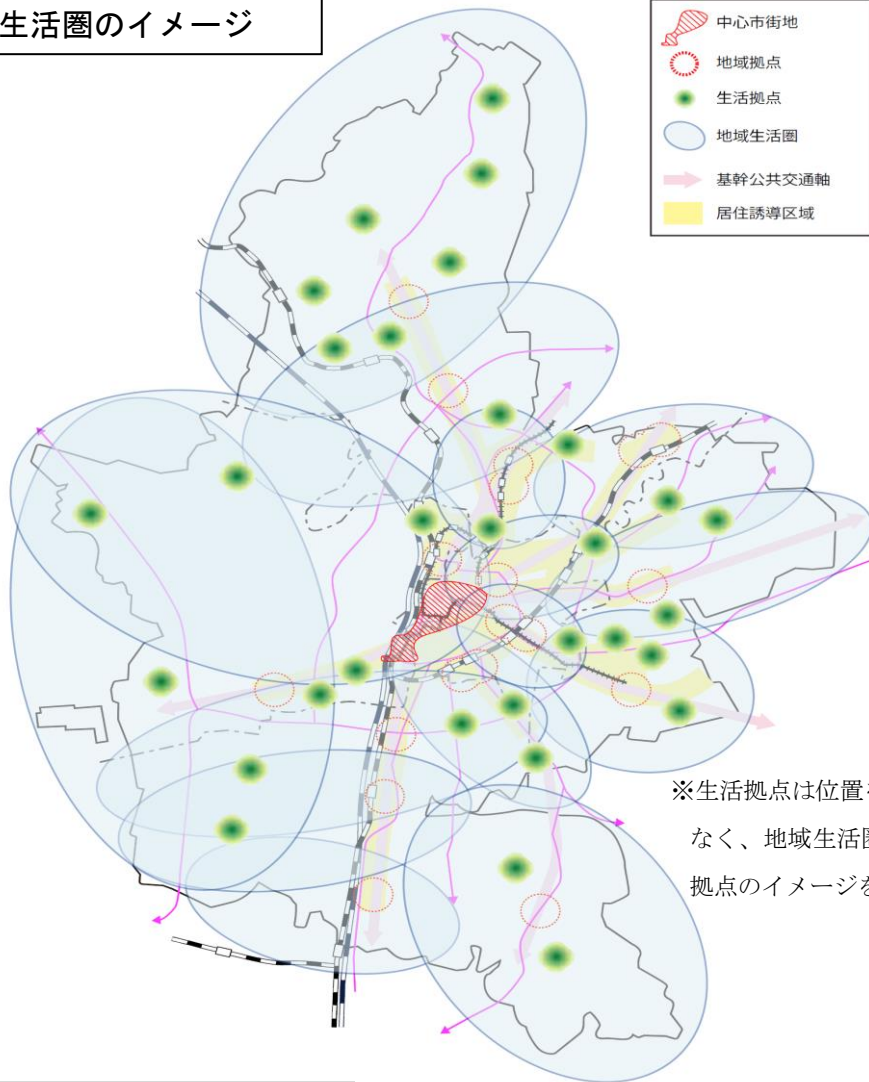 生活圏のイメージ
中心市街地
地域拠点
生活拠点
地域生活圏
基幹公共交通軸
居住誘導区域
※生活拠点は位置
なく、地域生活圏
拠点のイメージを